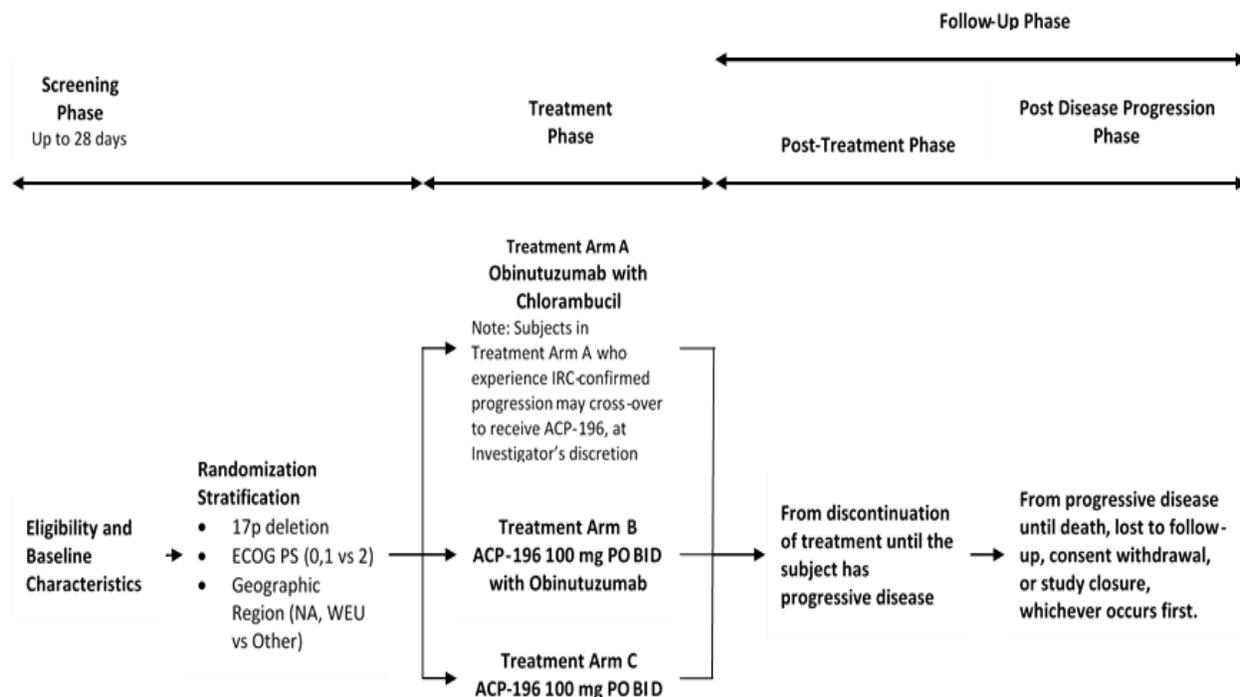 Follow-Up Phase
Screening
Phase
Up to 28 days
Treatment
Phase
Post-Treatment Phase
Post Disease Progression
Phase
Treatment Arm A
Obinutuzumab with
Chlorambucil
Note: Subjects in
Treatment Arm A who
experience IRC-confirmed
progression may cross-over
to receive ACP-196, at
Investigator's discretion
Eligibility and
Baseline
Characteristics
Randomization
Stratification
• 17p deletion
• ECOG PS (0,1 vs 2)
• Geographic
Region (NA, WEU
vs Other)
Treatment Arm B
ACP-196 100 mg PO BID
with Obinutuzumab
Treatment Arm C
ACP-196 100 mg PO BID
From discontinuation
of treatment until the
subject has
progressive disease
From progressive disease
until death, lost to follow-
up, consent withdrawal,
or study closure,
whichever occurs first.